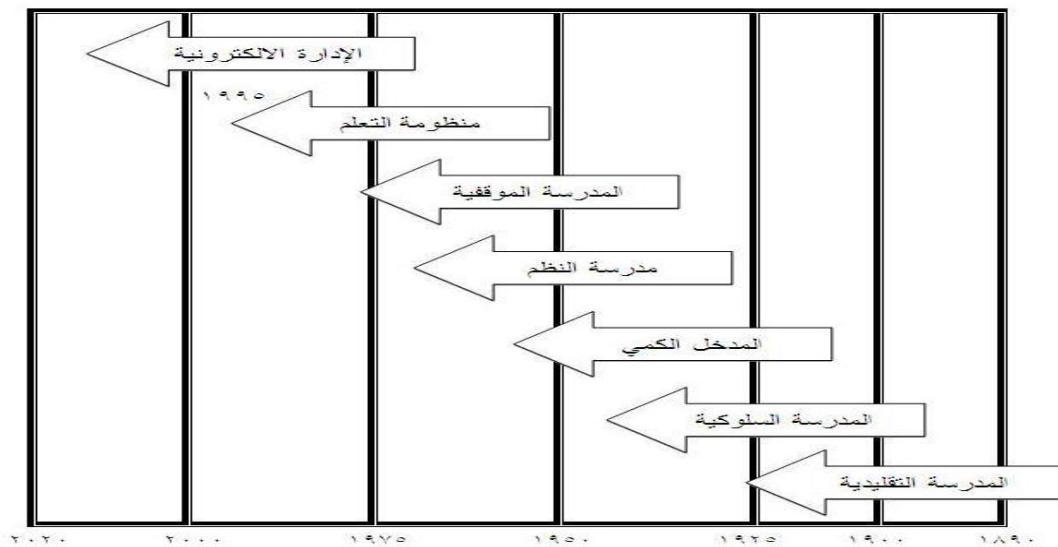 الإدارة الالكترونية
١٩٩٥
منظومة التعلم
المدرسة الموقفية
مدرسة النظم
المدخل الكمي
المدرسة السلوكية
المدرسة التقليدية
١٨٩٠ ١٩٠٠ ١٩٢٥ ١٩٥٠ ١٩٧٥ ٢٠٠٠ ٢٠٢٠